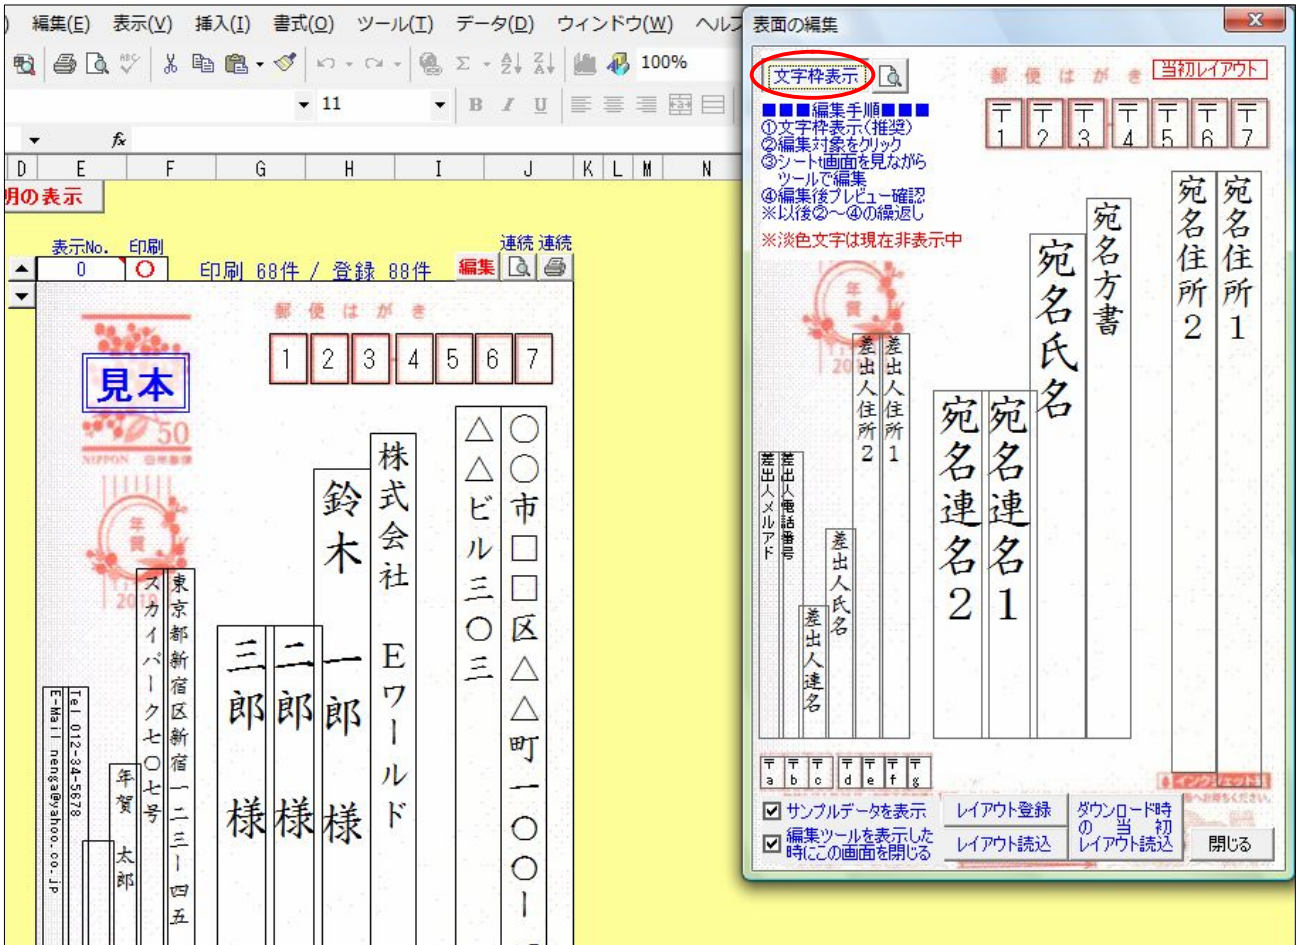 編集(E) 表示(V) 挿入(I) 書式(O) ツール(T) データ(D) ウィンドウ(W) ヘルプ
100%
11
B I U
fx
D E F G H I J K L M N
明の表示
表示No. 印刷
0 ○
印刷 68件 / 登録 88件
編集
連続 連続
郵便はがき
1 2 3 4 5 6 7
見本
50
NIPPON 日本郵便
年賀
○○市□□区△△町一〇〇ー
△△ビル三〇三
株式会社 Eワールド
鈴木 一郎 様
二郎 様
三郎 様
東京都新宿区新宿一二三ー四五
スカイパーク七〇七号
年賀 太郎
Tel 012-34-5678
E-Mail nenga@yahoo.co.jp
表面の編集
文字枠表示
■■■編集手順■■■
①文字枠表示(推奨)
②編集対象をクリック
③シート画面を見ながら
ツールで編集
④編集後プレビュー確認
※以後②~④の繰返し
※淡色文字は現在非表示中
郵便はがき
当初レイアウト
〒1 〒2 〒3 〒4 〒5 〒6 〒7
宛名住所1
宛名住所2
宛名方書
宛名氏名
宛名連名1
宛名連名2
年賀
差出人住所1
差出人住所2
差出人氏名
差出人連名
差出人電話番号
差出人メルアド
〒a 〒b 〒c 〒d 〒e 〒f 〒g
インクジェット紙
サンプルデータを表示
編集ツールを表示した
時にこの画面を閉じる
レイアウト登録
レイアウト読込
ダウンロード時
の当初
レイアウト読込
閉じる